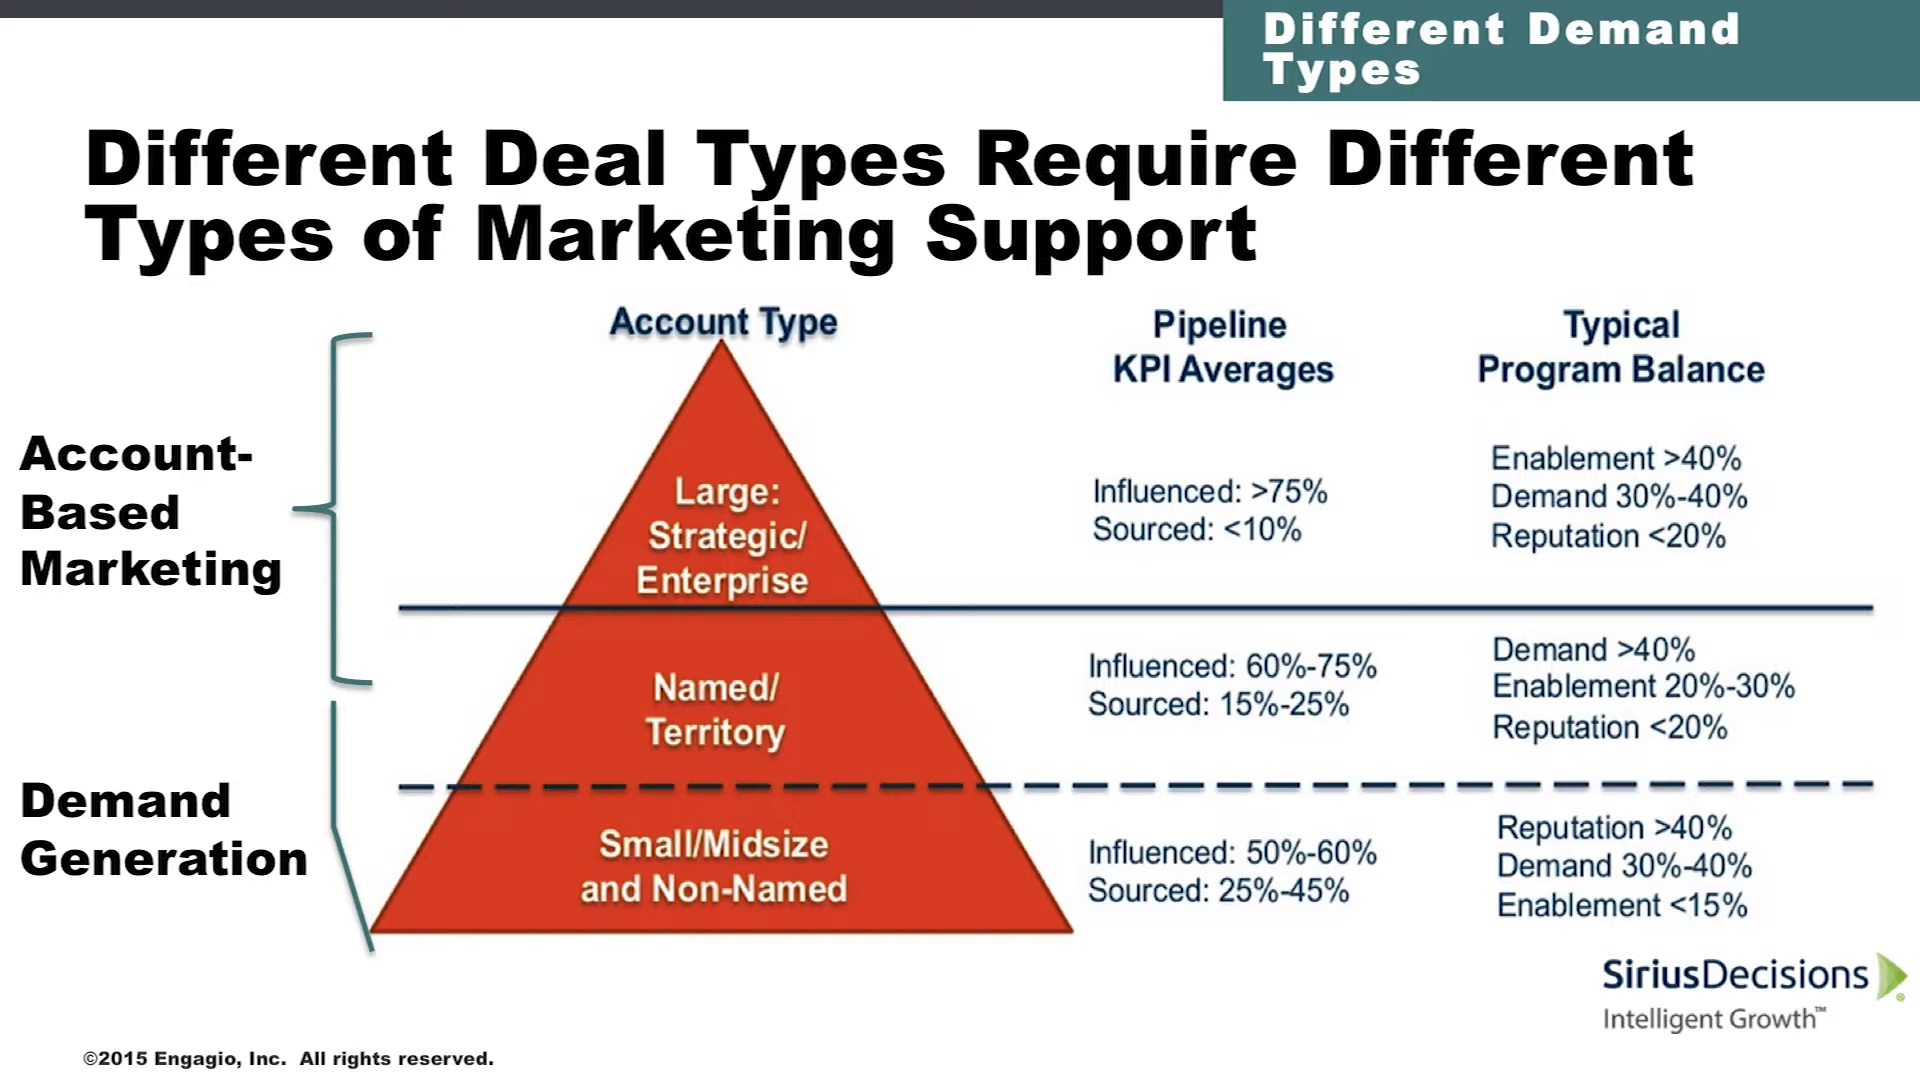 Different Demand
Types
Different Deal Types Require Different
Types of Marketing Support
Account Type
Pipeline
KPI Averages
Typical
Program Balance
Account-
Based
Marketing
Large:
Strategic/
Enterprise
Influenced: >75%
Sourced: <10%
Enablement >40%
Demand 30%-40%
Reputation <20%
Named/
Territory
Influenced: 60%-75%
Sourced: 15%-25%
Demand >40%
Enablement 20%-30%
Reputation <20%
Demand
Generation
Small/Midsize
and Non-Named
Influenced: 50%-60%
Sourced: 25%-45%
Reputation >40%
Demand 30%-40%
Enablement <15%
SiriusDecisions
Intelligent Growth™
©2015 Engagio, Inc. All rights reserved.